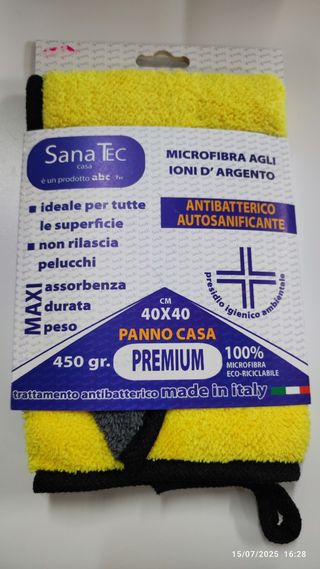 Sana TEC
casa
è un prodotto abc
MICROFIBRA AGLI
IONI D'ARGENTO
ideale per tutte
le superficie
non rilascia
pelucchi
ANTIBATTERICO
AUTOSANIFICANTE
MAXI
assorbenza
durata
peso
presidio igienico ambientale
CM
40X40
PANNO CASA
450 gr.
PREMIUM
100%
MICROFIBRA
ECO-RICICLABILE
trattamento antibatterico made in italy
15/07/2025 16:28